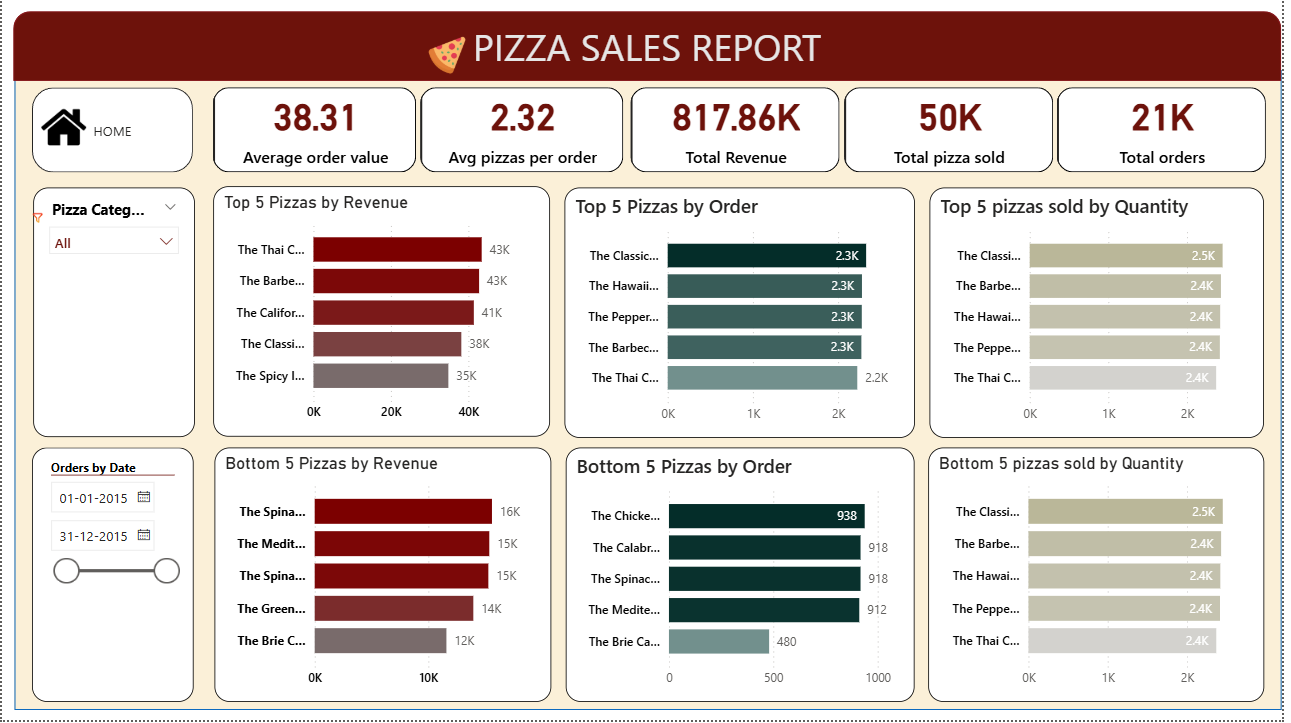 PIZZA SALES REPORT
HOME
38.31
Average order value
2.32
Avg pizzas per order
817.86K
Total Revenue
50K
Total pizza sold
21K
Total orders
Pizza Categ...
All
Top 5 Pizzas by Revenue
The Thai C... 43K
The Barbe... 43K
The Califor... 41K
The Classi... 38K
The Spicy I... 35K
0K 20K 40K
Top 5 Pizzas by Order
The Classic... 2.3K
The Hawaii... 2.3K
The Pepper... 2.3K
The Barbec... 2.3K
The Thai C... 2.2K
0K 1K 2K
Top 5 pizzas sold by Quantity
The Classi... 2.5K
The Barbe... 2.4K
The Hawai... 2.4K
The Peppe... 2.4K
The Thai C... 2.4K
0K 1K 2K
Orders by Date
01-01-2015
31-12-2015
Bottom 5 Pizzas by Revenue
The Spina... 16K
The Medit... 15K
The Spina... 15K
The Green... 14K
The Brie C... 12K
0K 10K
Bottom 5 Pizzas by Order
The Chicke... 938
The Calabr... 918
The Spinac... 918
The Medite... 912
The Brie Ca... 480
0 500 1000
Bottom 5 pizzas sold by Quantity
The Classi... 2.5K
The Barbe... 2.4K
The Hawai... 2.4K
The Peppe... 2.4K
The Thai C... 2.4K
0K 1K 2K